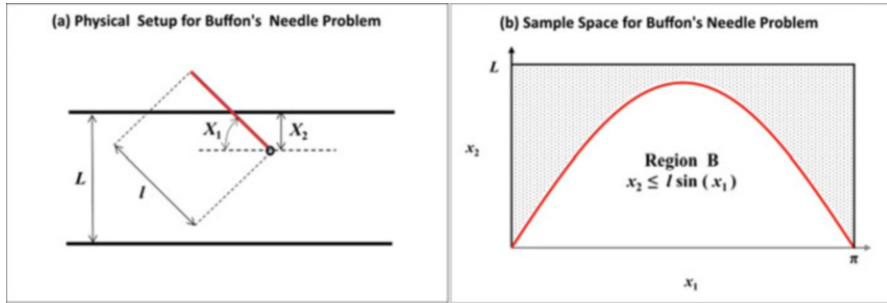 (a) Physical Setup for Buffon's Needle Problem
X₁
X₂
L
l
(b) Sample Space for Buffon's Needle Problem
L
x₂
Region B
x₂ ≤ l sin ( x₁ )
π
x₁